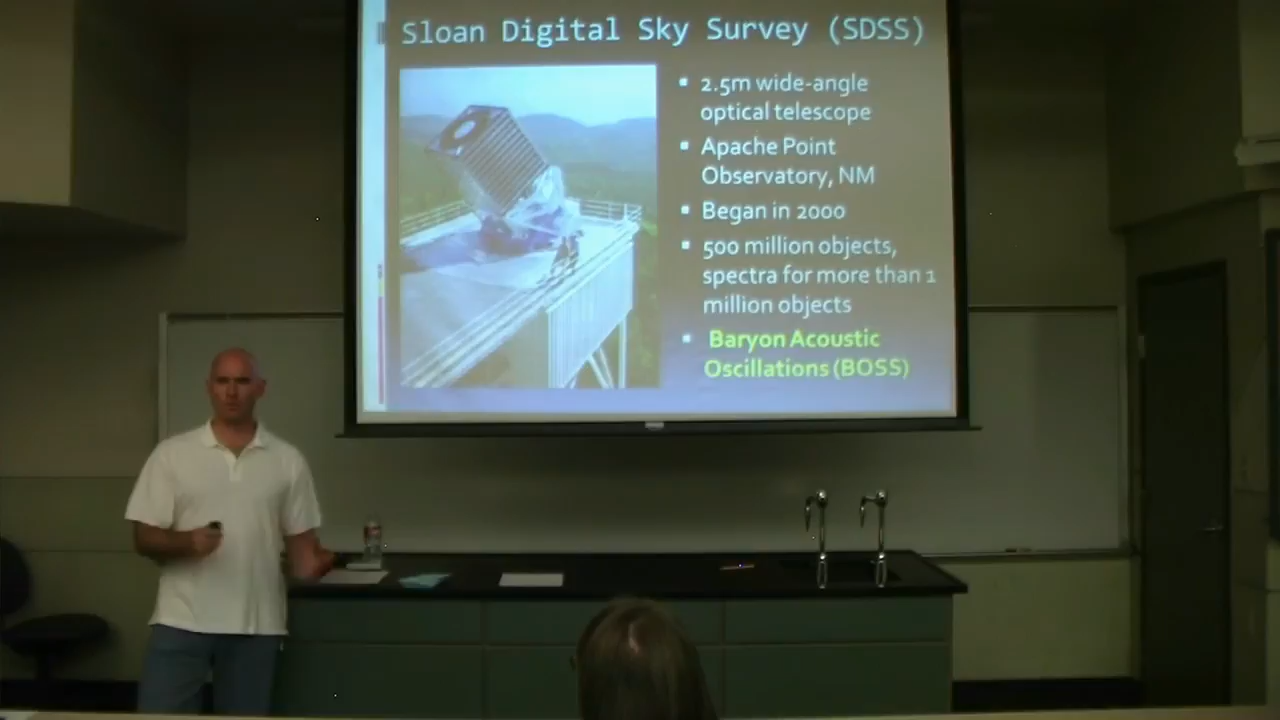 Sloan Digital Sky Survey (SDSS)
▪ 2.5m wide-angle
optical telescope
▪ Apache Point
Observatory, NM
▪ Began in 2000
▪ 500 million objects,
spectra for more than 1
million objects
▪ Baryon Acoustic
Oscillations (BOSS)